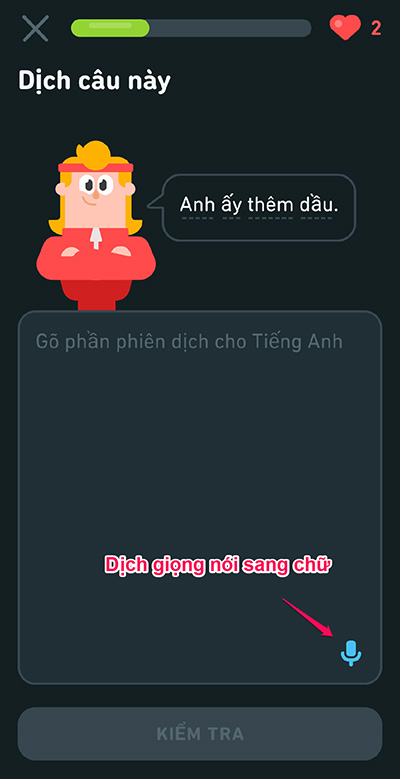 2
Dịch câu này
Anh ấy thêm dầu.
Gõ phần phiên dịch cho Tiếng Anh
Dịch giọng nói sang chữ
KIỂM TRA